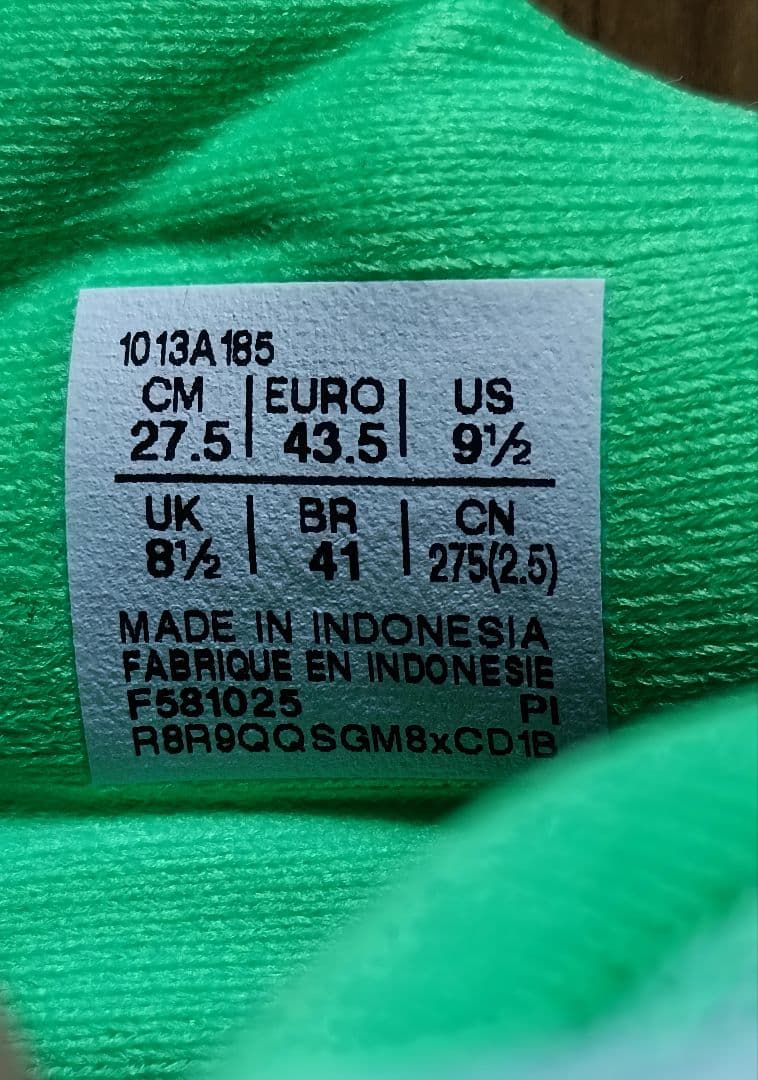 1013A185
CM | EURO | US
27.5 | 43.5 | 9½
UK | BR | CN
8½ | 41 | 275(2.5)
MADE IN INDONESIA
FABRIQUE EN INDONESIE
F581025 PI
R8R9QQSGM8xCD1B